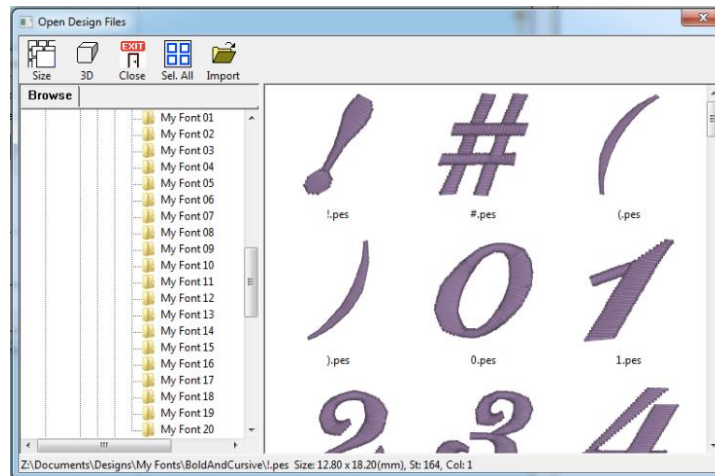 Open Design Files
EXIT
Size 3D Close Sel. All Import
Browse
My Font 01
My Font 02
My Font 03
My Font 04
My Font 05
My Font 06
My Font 07
My Font 08
My Font 09
My Font 10
My Font 11
My Font 12
My Font 13
My Font 14
My Font 15
My Font 16
My Font 17
My Font 18
My Font 19
My Font 20
! # (
!.pes #.pes (.pes
) 0 1
).pes 0.pes 1.pes
2 3 4
Z:\Documents\Designs\My Fonts\BoldAndCursive\!.pes Size: 12.80 x 18.20(mm), St: 164, Col: 1